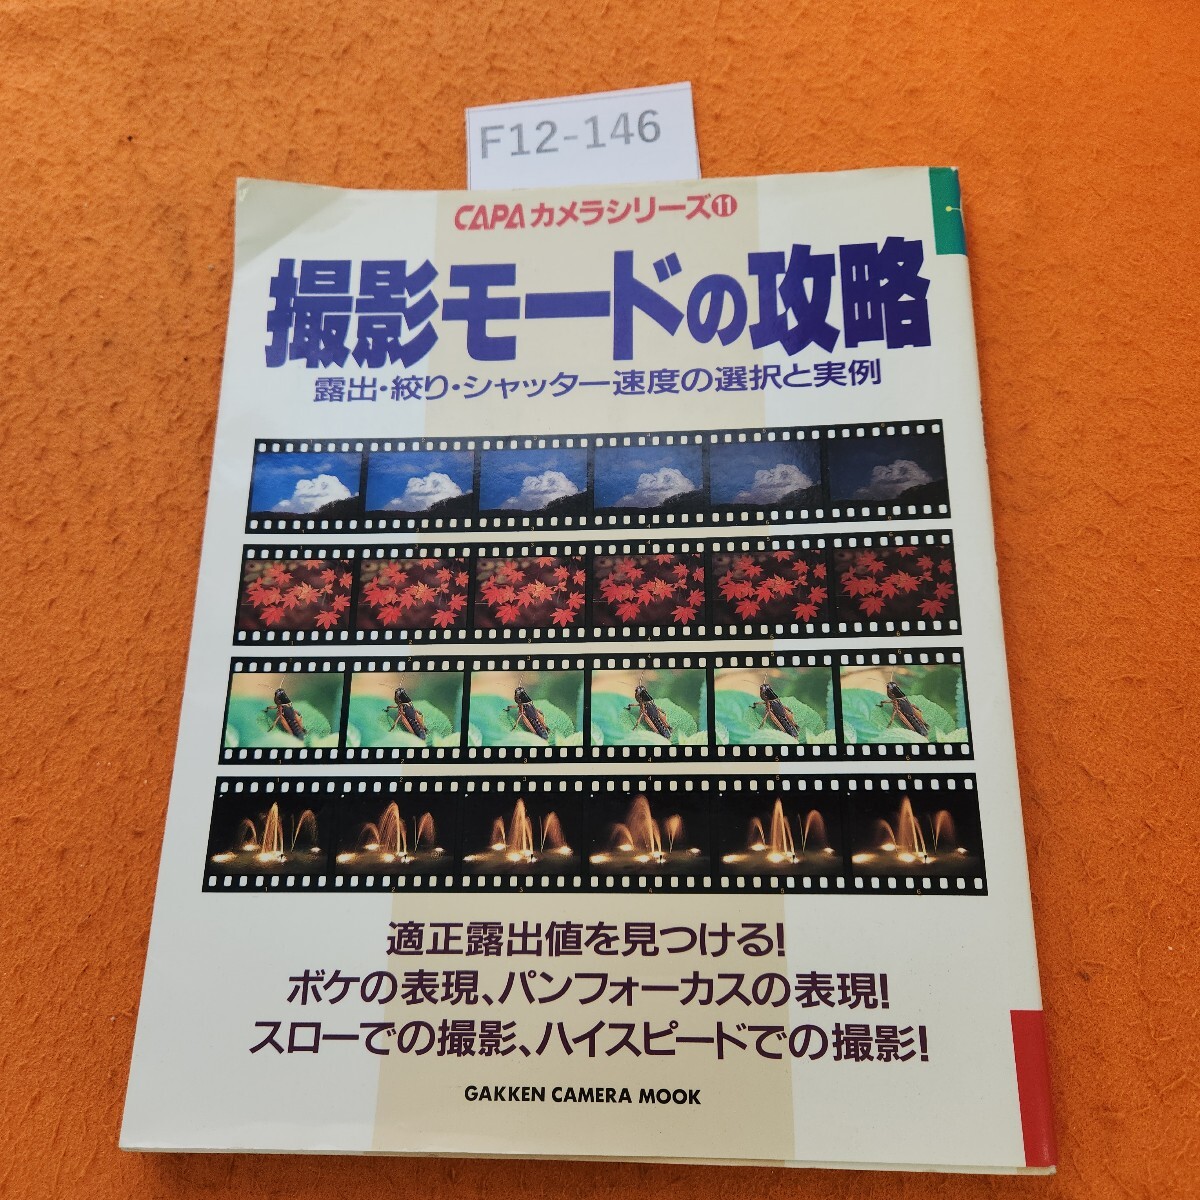 F12-146
CAPAカメラシリーズ⑪
撮影モードの攻略
露出・絞り・シャッター速度の選択と実例
適正露出値を見つける!
ボケの表現、パンフォーカスの表現!
スローでの撮影、ハイスピードでの撮影!
GAKKEN CAMERA MOOK